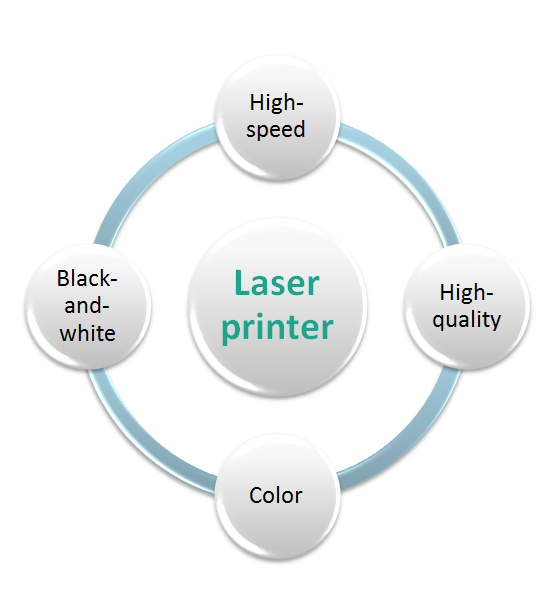 High-
speed
Black-
and-
white
Laser
printer
High-
quality
Color